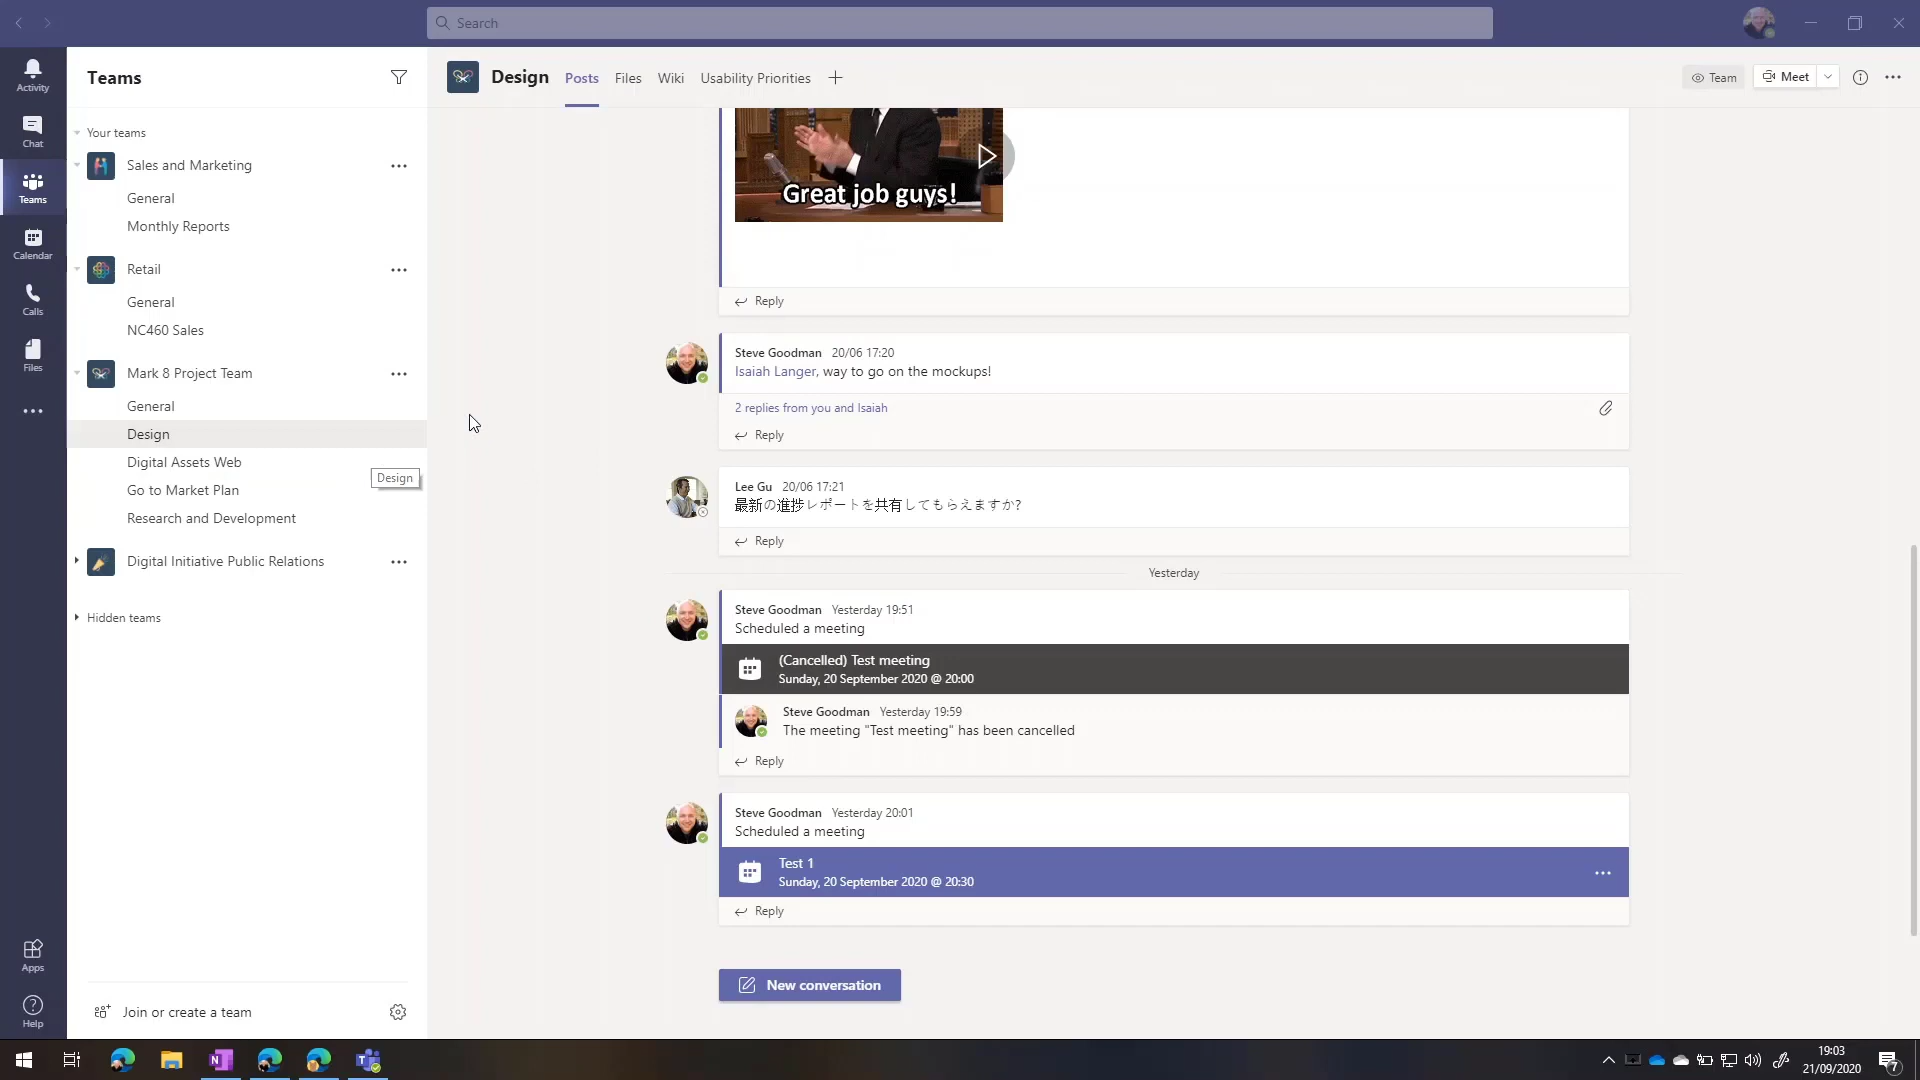 Search
Activity
Chat
Teams
Calendar
Calls
Files
Apps
Help
Teams
Your teams
Sales and Marketing
General
Monthly Reports
Retail
General
NC460 Sales
Mark 8 Project Team
General
Design
Digital Assets Web
Design
Go to Market Plan
Research and Development
Digital Initiative Public Relations
Hidden teams
Join or create a team
Design Posts Files Wiki Usability Priorities
Team Meet
Great job guys!
Reply
Steve Goodman 20/06 17:20
Isaiah Langer, way to go on the mockups!
2 replies from you and Isaiah
Reply
Lee Gu 20/06 17:21
最新の進捗レポートを共有してもらえますか?
Reply
Yesterday
Steve Goodman Yesterday 19:51
Scheduled a meeting
(Cancelled) Test meeting
Sunday, 20 September 2020 @ 20:00
Steve Goodman Yesterday 19:59
The meeting "Test meeting" has been cancelled
Reply
Steve Goodman Yesterday 20:01
Scheduled a meeting
Test 1
Sunday, 20 September 2020 @ 20:30
Reply
New conversation
19:03
21/09/2020
7